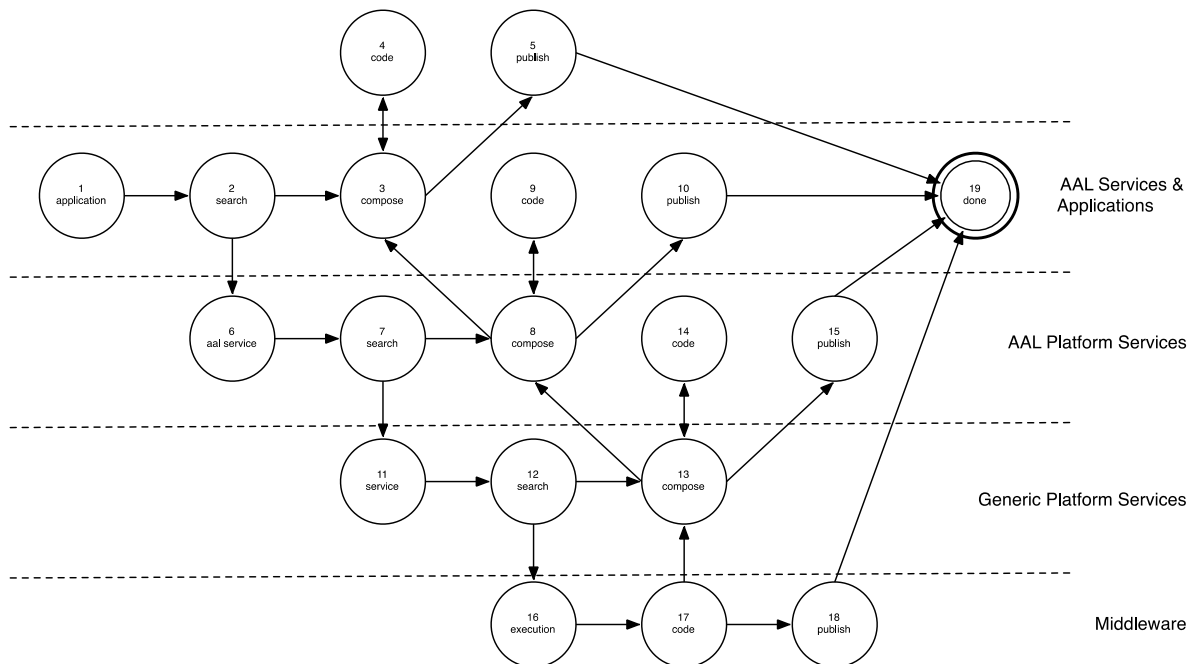 4
code
5
publish
1
application
2
search
3
compose
9
code
10
publish
19
done
AAL Services &
Applications
6
aal service
7
search
8
compose
14
code
15
publish
AAL Platform Services
11
service
12
search
13
compose
Generic Platform Services
16
execution
17
code
18
publish
Middleware